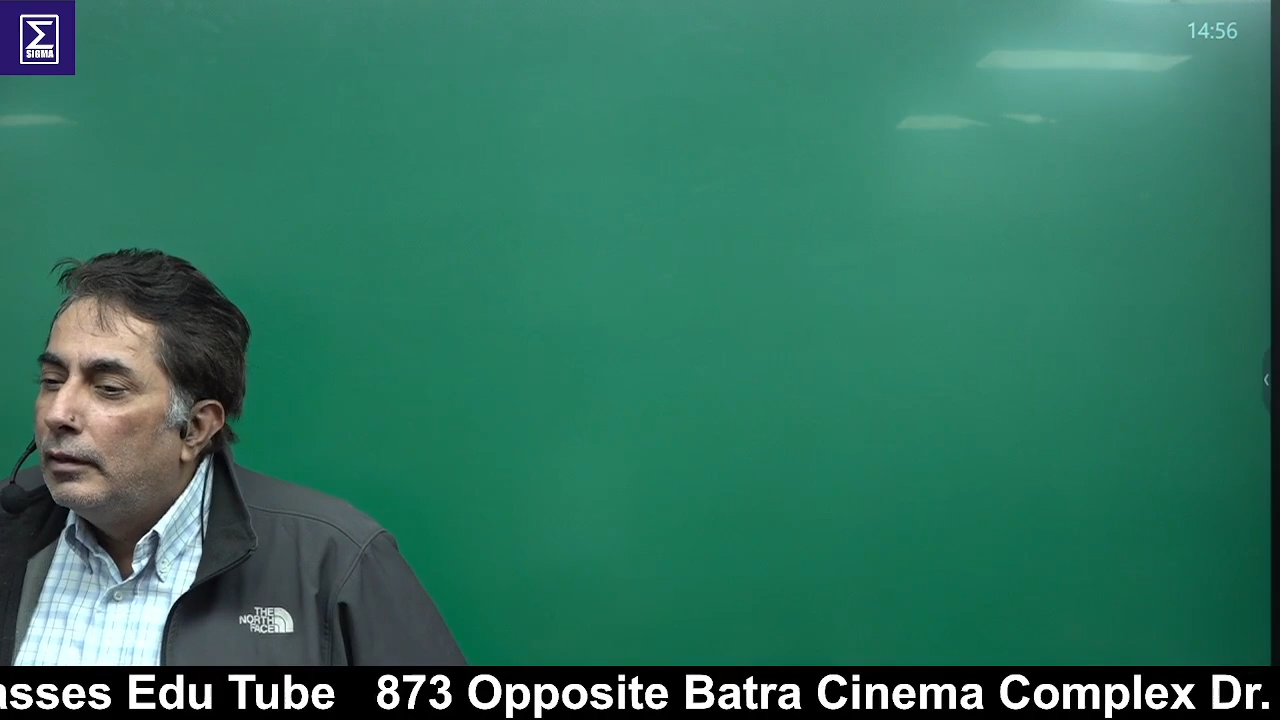 SIGMA
14:56
THE
NORTH
FACE
asses Edu Tube 873 Opposite Batra Cinema Complex Dr.